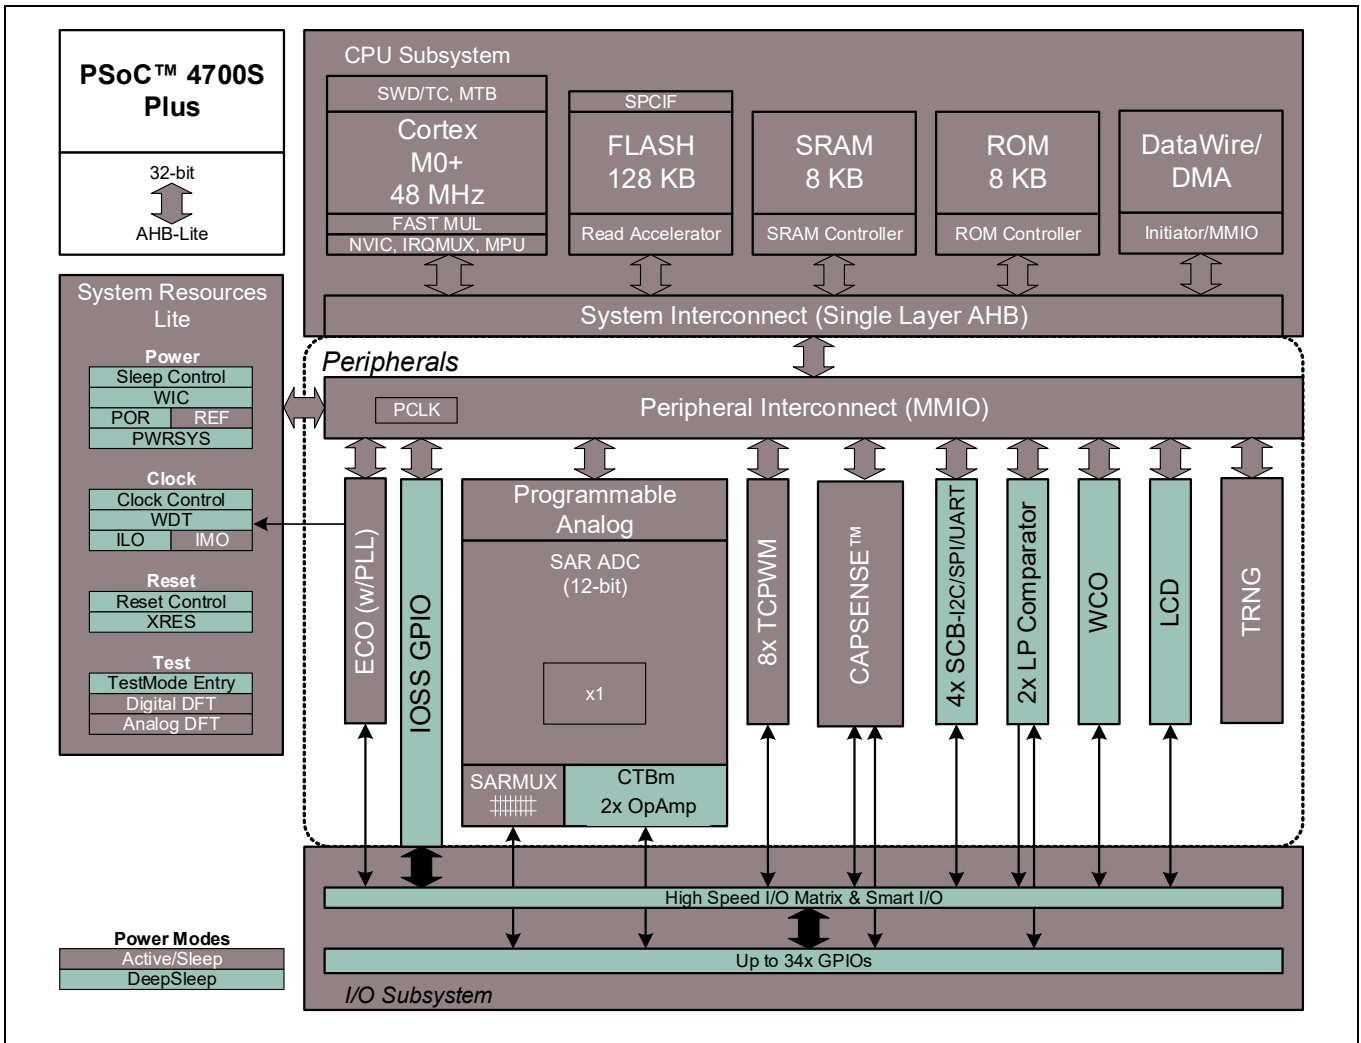 PSoC™ 4700S
Plus
32-bit
AHB-Lite
CPU Subsystem
SWD/TC, MTB
Cortex
M0+
48 MHz
FAST MUL
NVIC, IRQMUX, MPU
SPCIF
FLASH
128 KB
Read Accelerator
SRAM
8 KB
SRAM Controller
ROM
8 KB
ROM Controller
DataWire/
DMA
Initiator/MMIO
System Interconnect (Single Layer AHB)
System Resources
Lite
Power
Sleep Control
WIC
POR REF
PWRSYS
Clock
Clock Control
WDT
ILO IMO
Reset
Reset Control
XRES
Test
TestMode Entry
Digital DFT
Analog DFT
Peripherals
PCLK
Peripheral Interconnect (MMIO)
ECO (w/PLL)
IOSS GPIO
Programmable
Analog
SAR ADC
(12-bit)
x1
SARMUX
CTBm
2x OpAmp
8x TCPWM
CAPSENSE™
4x SCB-I2C/SPI/UART
2x LP Comparator
WCO
LCD
TRNG
High Speed I/O Matrix & Smart I/O
Up to 34x GPIOs
I/O Subsystem
Power Modes
Active/Sleep
DeepSleep